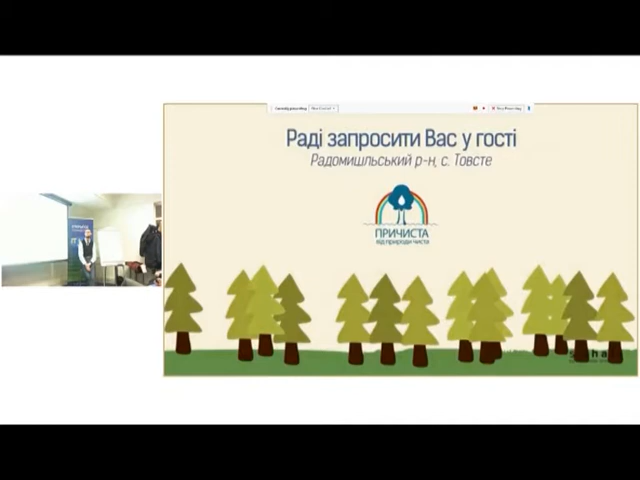 Раді запросити Вас у гості
Радомишльський р-н, с. Товсте
ПРИЧИСТА
від природи чиста